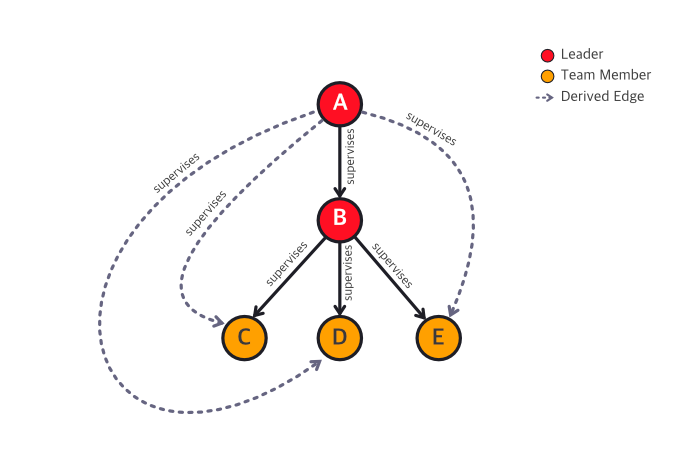 Leader
Team Member
Derived Edge
A
supervises
supervises
supervises
supervises
B
supervises
supervises
supervises
C
D
E